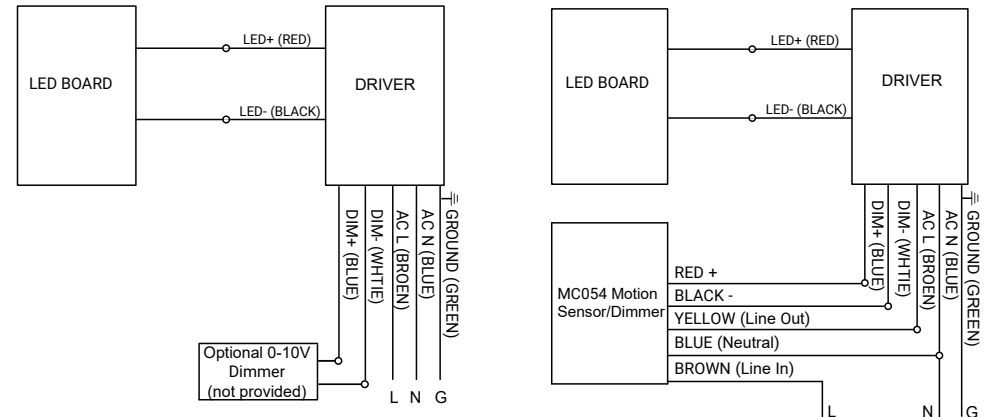 LED BOARD
LED+ (RED)
LED- (BLACK)
DRIVER
DIM+ (BLUE)
DIM- (WHTIE)
AC L (BROEN)
AC N (BLUE)
GROUND (GREEN)
Optional 0-10V
Dimmer
(not provided)
L N G
LED BOARD
LED+ (RED)
LED- (BLACK)
DRIVER
DIM+ (BLUE)
DIM- (WHTIE)
AC L (BROEN)
AC N (BLUE)
GROUND (GREEN)
MC054 Motion
Sensor/Dimmer
RED +
BLACK -
YELLOW (Line Out)
BLUE (Neutral)
BROWN (Line In)
L N G